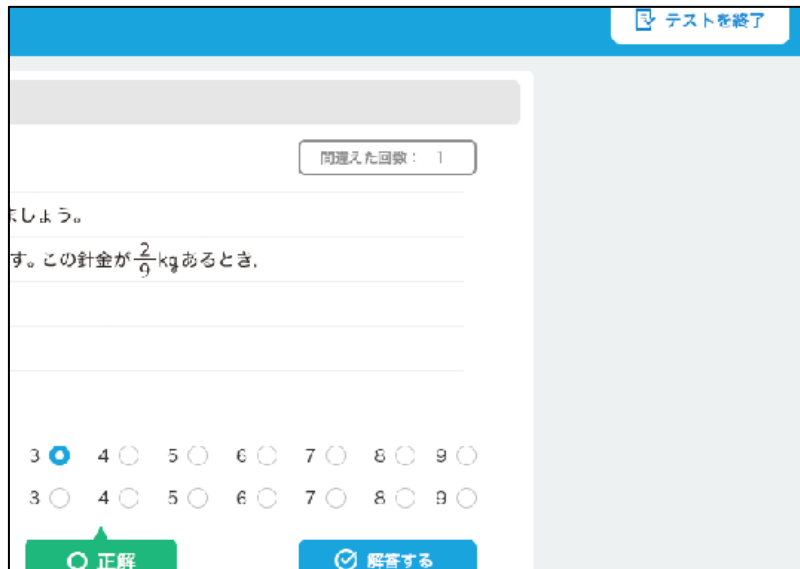 テストを終了
間違えた回数： 1
ましょう。
す。この針金が2/9kgあるとき,
3 4 5 6 7 8 9
3 4 5 6 7 8 9
正解 解答する